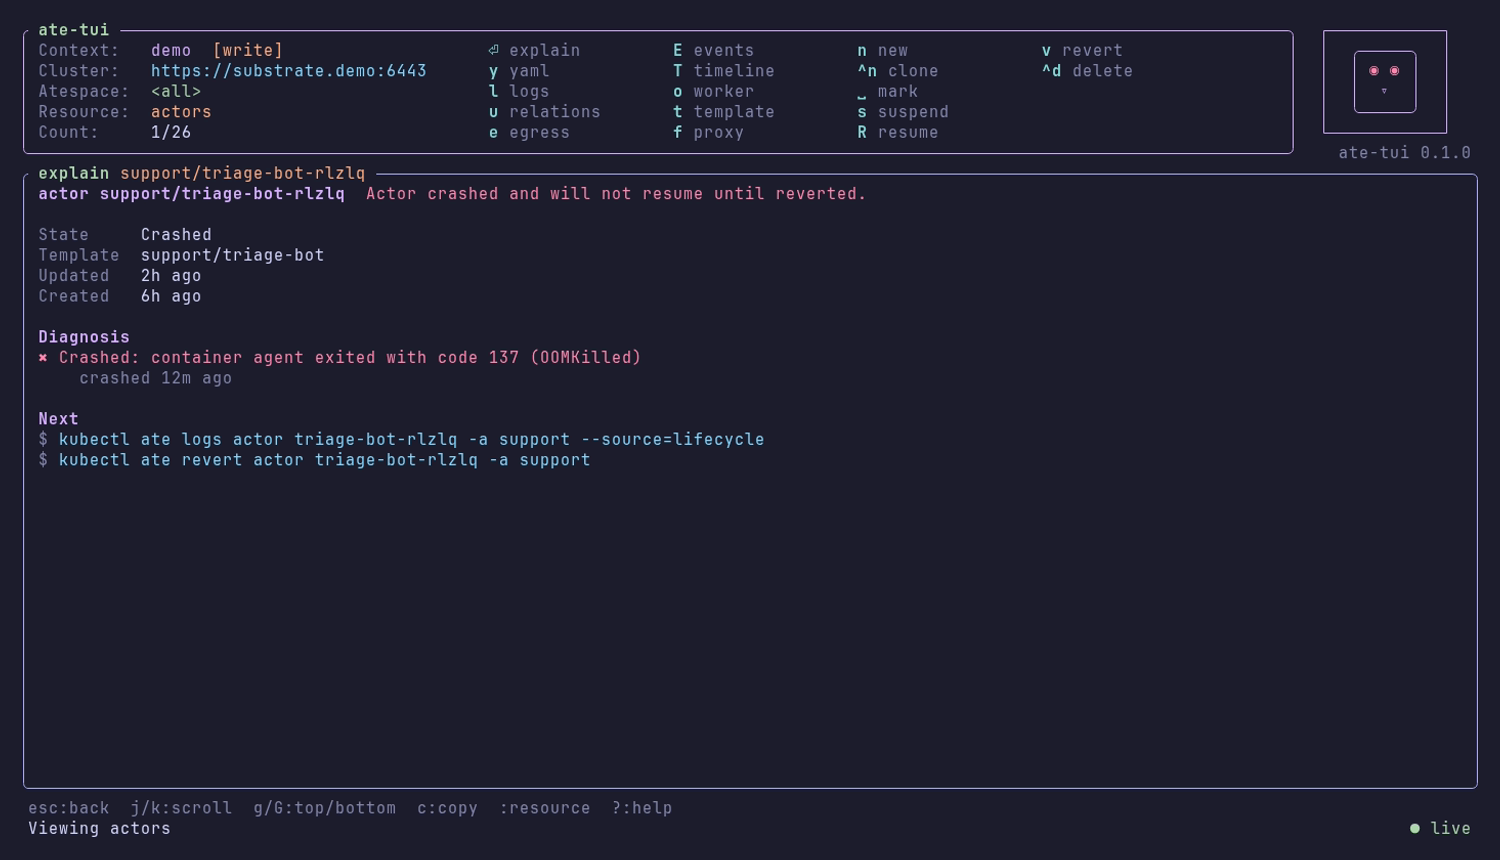 ate-tui
Context: demo [write] ⏎ explain E events n new v revert
Cluster: https://substrate.demo:6443 y yaml T timeline ^n clone ^d delete
Atespace: <all> l logs o worker ␣ mark
Resource: actors u relations t template s suspend
Count: 1/26 e egress f proxy R resume
ate-tui 0.1.0
explain support/triage-bot-rlzlq
actor support/triage-bot-rlzlq Actor crashed and will not resume until reverted.
State Crashed
Template support/triage-bot
Updated 2h ago
Created 6h ago
Diagnosis
✖ Crashed: container agent exited with code 137 (OOMKilled)
crashed 12m ago
Next
$ kubectl ate logs actor triage-bot-rlzlq -a support --source=lifecycle
$ kubectl ate revert actor triage-bot-rlzlq -a support
esc:back j/k:scroll g/G:top/bottom c:copy :resource ?:help
Viewing actors ● live